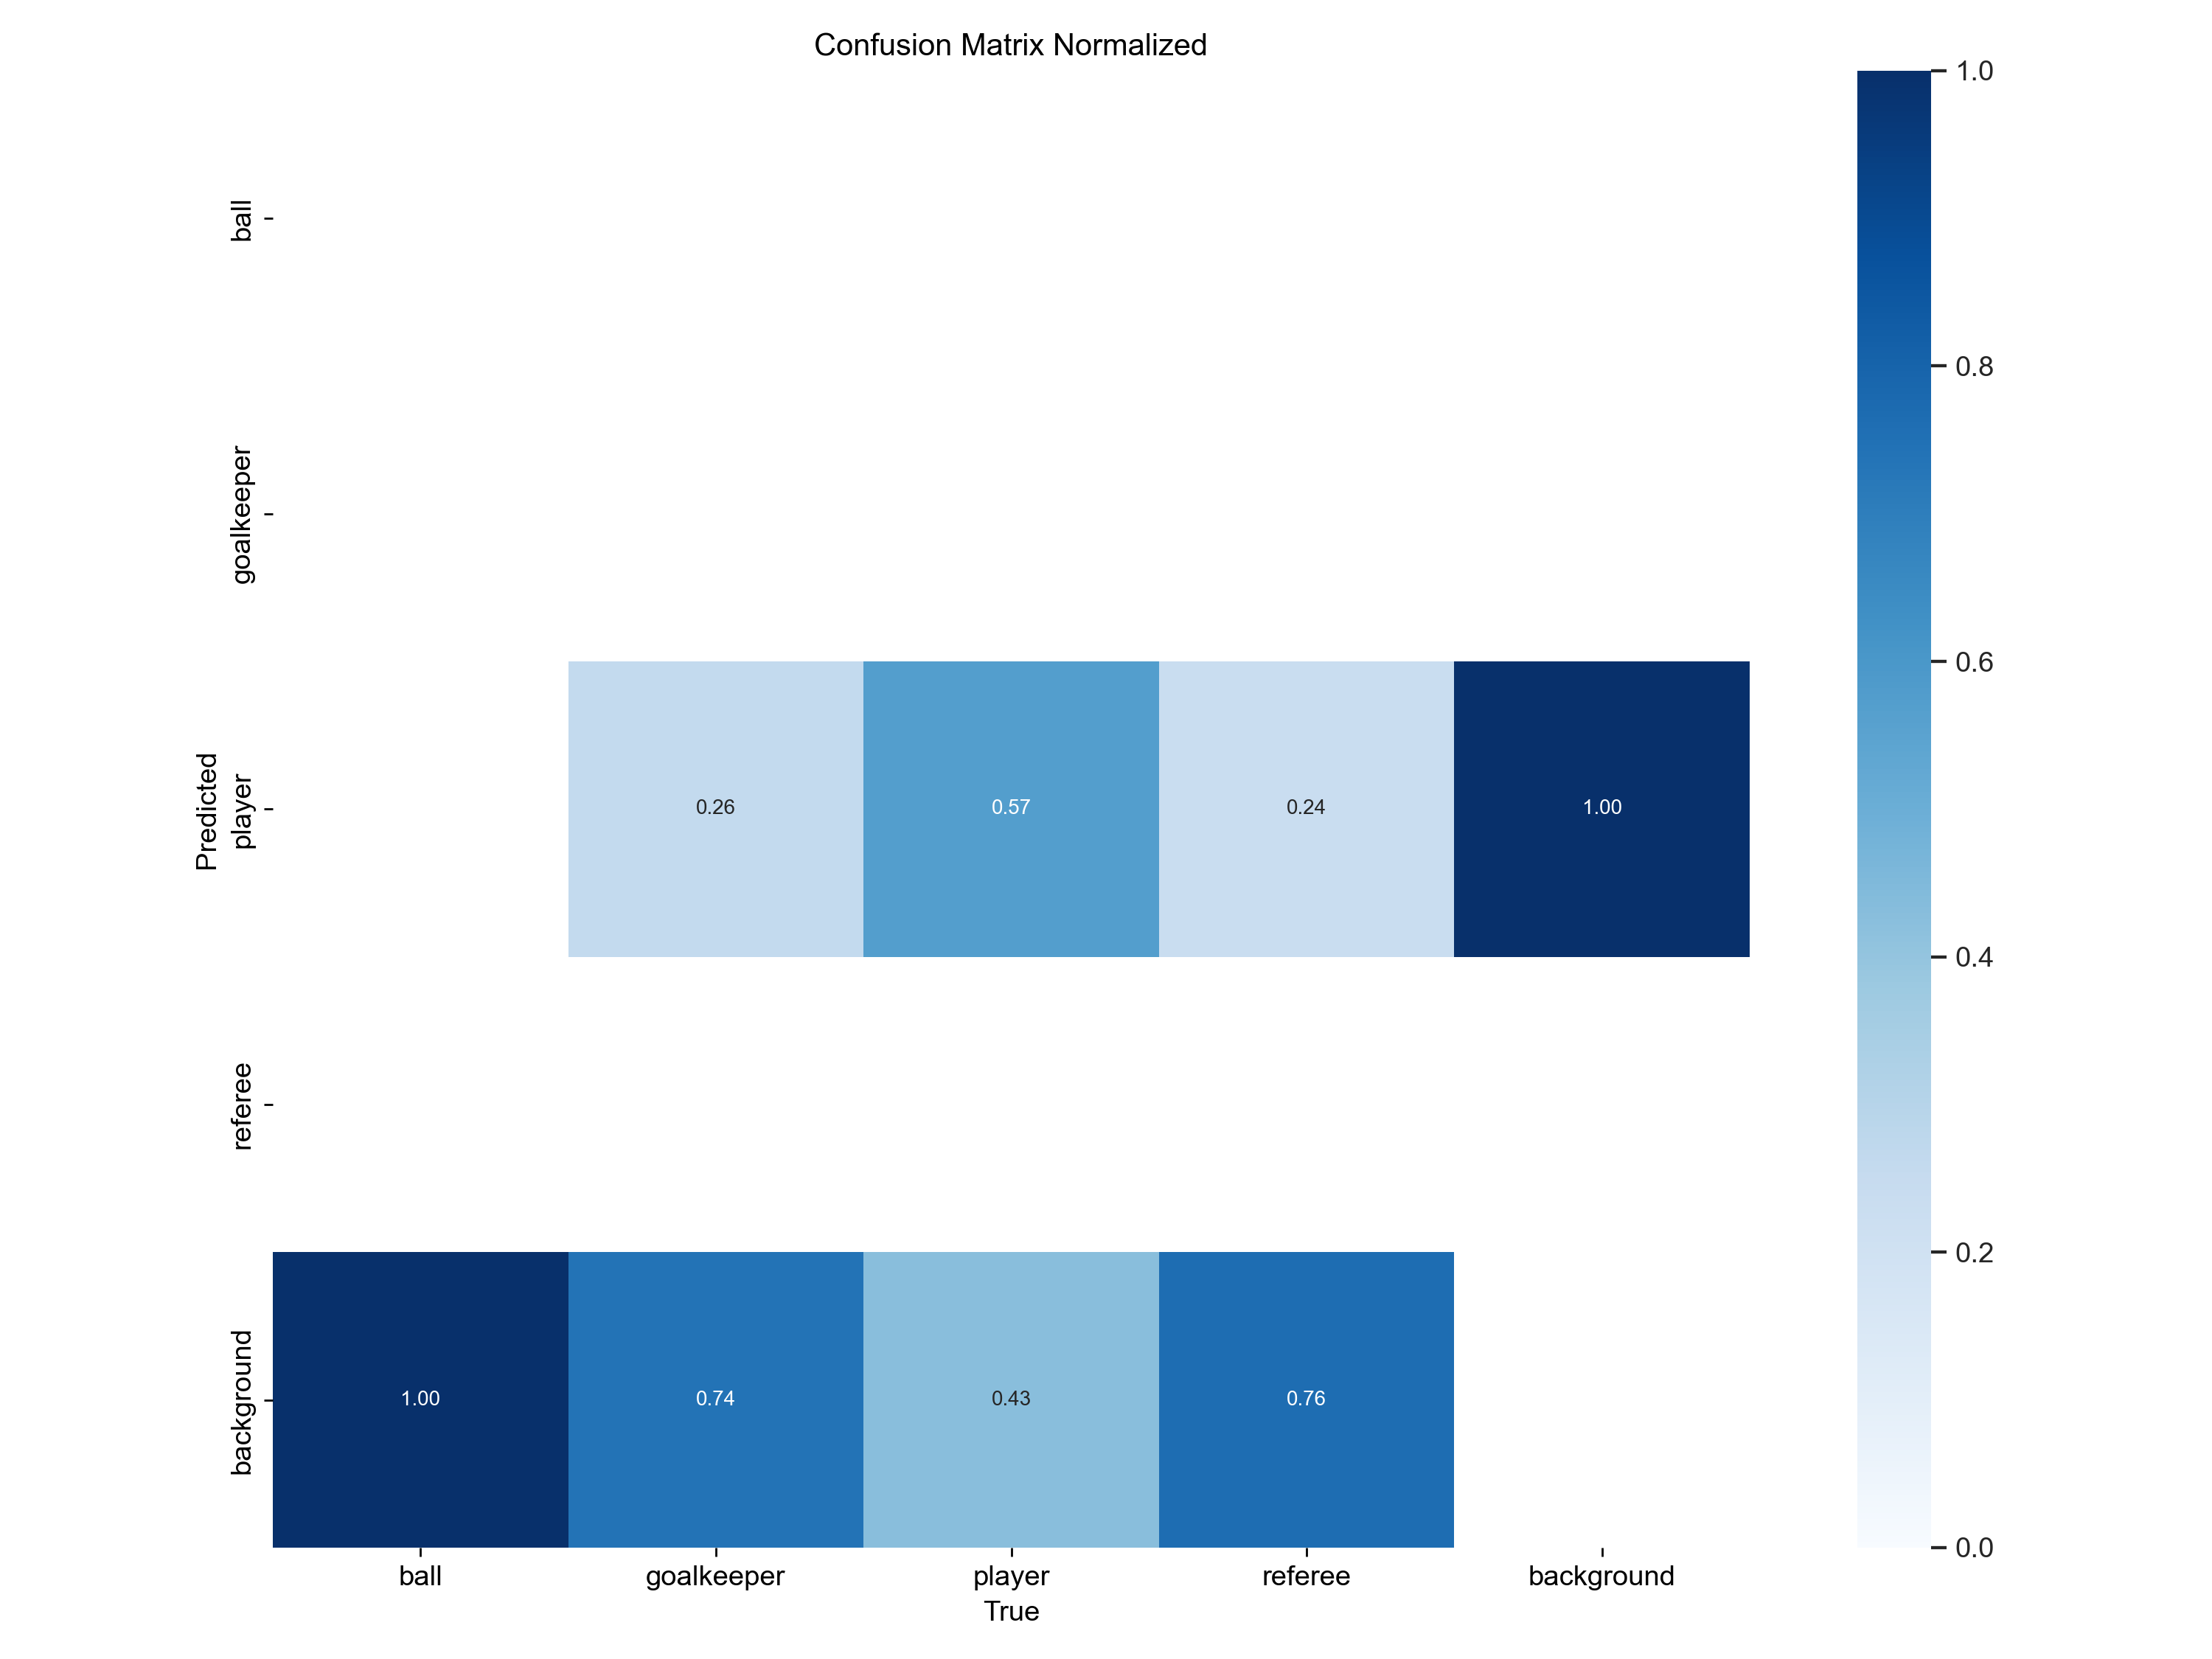 Confusion Matrix Normalized
1.0
ball
0.8
goalkeeper
0.6
Predicted
player
0.26 0.57 0.24 1.00
0.4
referee
0.2
background
1.00 0.74 0.43 0.76
0.0
ball goalkeeper player referee background
True